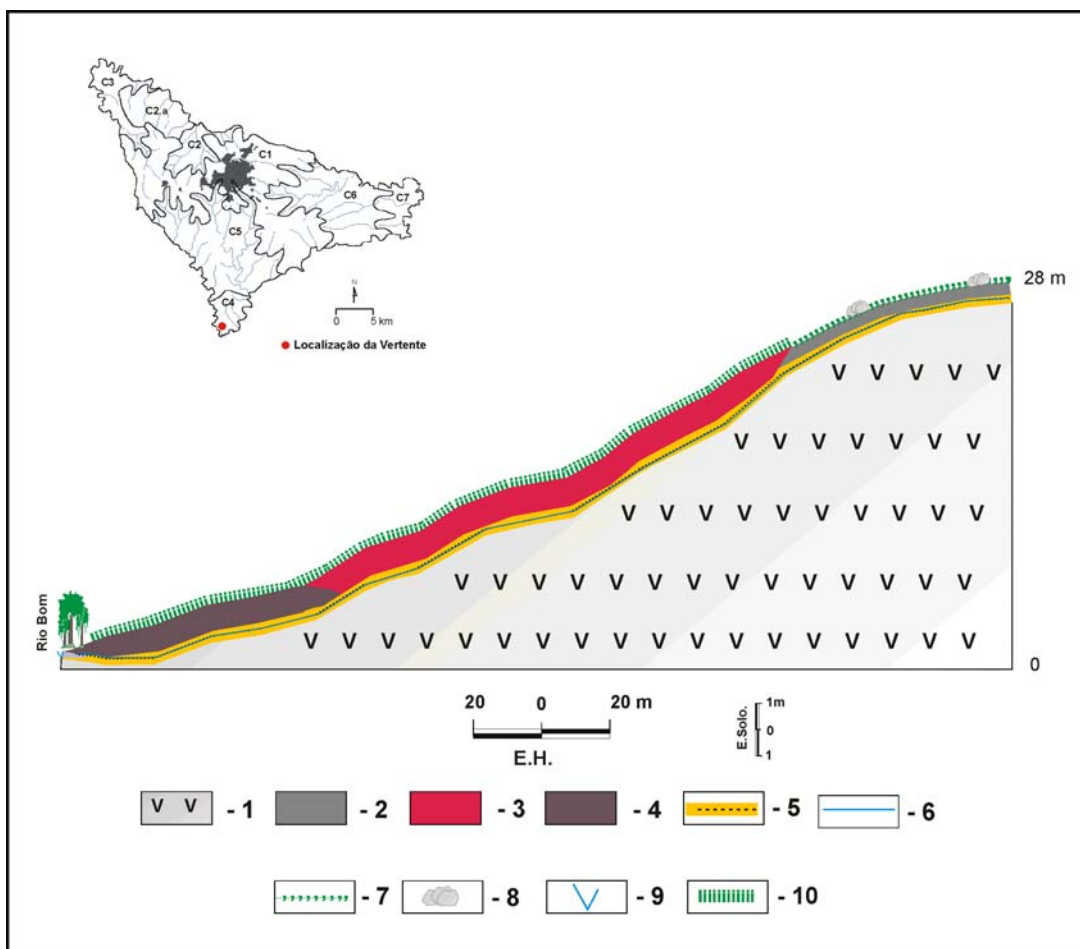 C3
C2.a
C2
C1
C6
C7
C5
C4
N
0 5 km
Localização da Vertente
28 m
V V V V V
V V V V V V V
V V V V V V V V V V
V V V V V V V V V V V V V V
V V V V V V V V V V V V V V V V V V
Rio Bom
0
20 0 20 m
E.H.
E.Solo.
1m
0
1
V V - 1
- 2
- 3
- 4
- 5
- 6
- 7
- 8
- 9
- 10